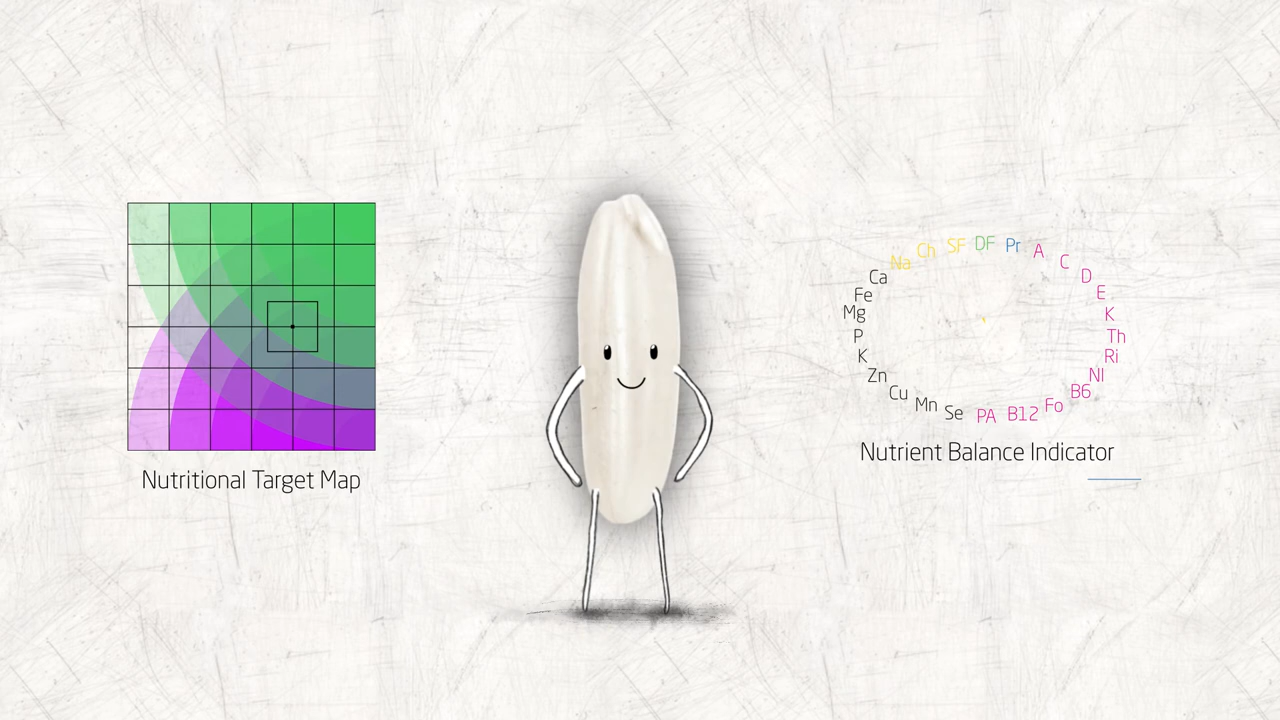 Nutritional Target Map
DF
Pr
A
C
D
E
K
Th
Ri
NI
B6
Fo
B12
PA
Se
Mn
Cu
Zn
K
P
Mg
Fe
Ca
Na
Ch
SF
Nutrient Balance Indicator